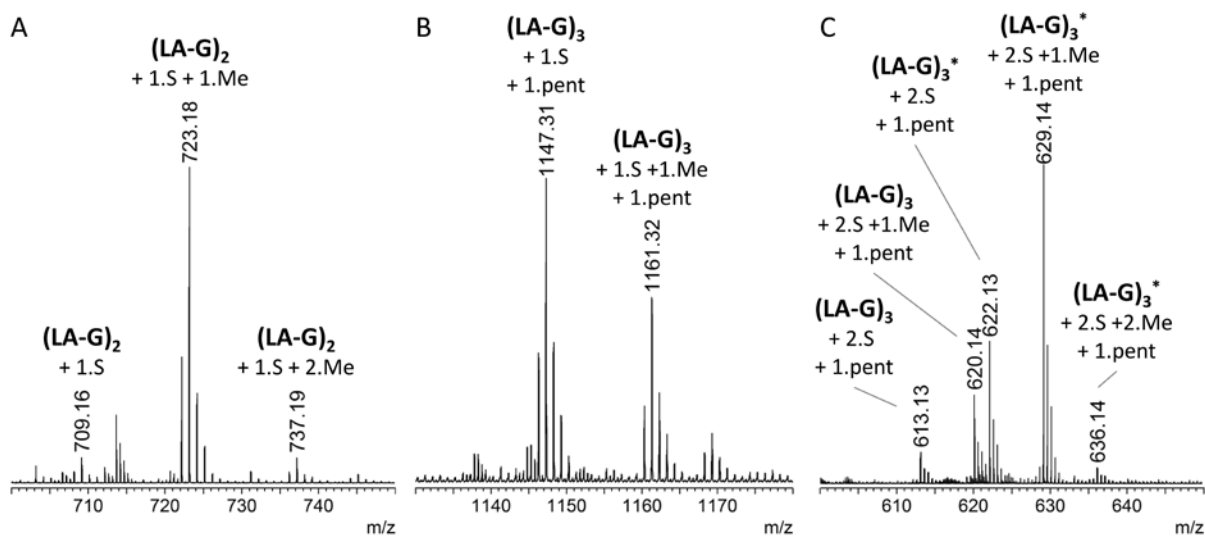 A
(LA-G)2
+ 1.S + 1.Me
723.18
(LA-G)2
+ 1.S
709.16
(LA-G)2
+ 1.S + 2.Me
737.19
710
720
730
740
m/z
B
(LA-G)3
+ 1.S
+ 1.pent
1147.31
(LA-G)3
+ 1.S +1.Me
+ 1.pent
1161.32
1140
1150
1160
1170
m/z
C
(LA-G)3*
+ 2.S +1.Me
+ 1.pent
629.14
(LA-G)3*
+ 2.S
+ 1.pent
622.13
(LA-G)3
+ 2.S +1.Me
+ 1.pent
620.14
(LA-G)3
+ 2.S
+ 1.pent
613.13
(LA-G)3*
+ 2.S +2.Me
+ 1.pent
636.14
610
620
630
640
m/z